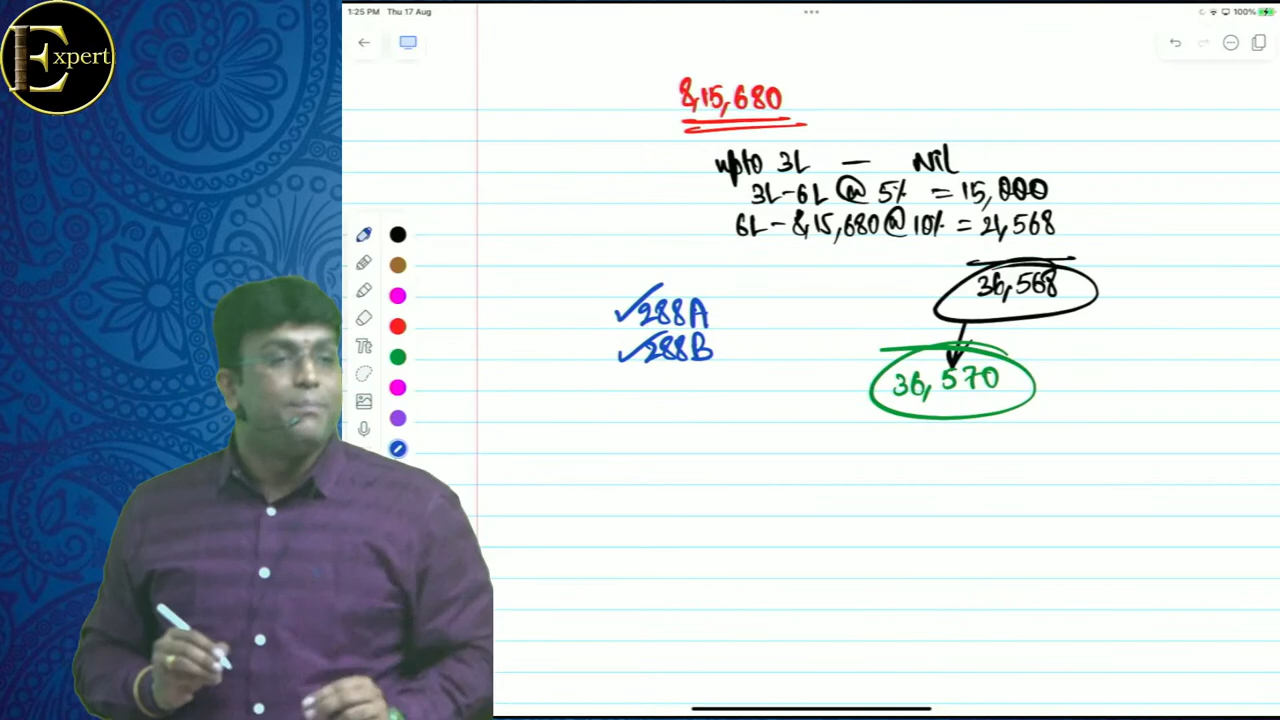 Expert
1:25 PM Thu 17 Aug
100%
8,15,680
upto 3L — Nil
3L-6L @ 5% = 15,000
6L - 8,15,680 @ 10% = 21,568
36,568
288A
288B
36,570
Tt